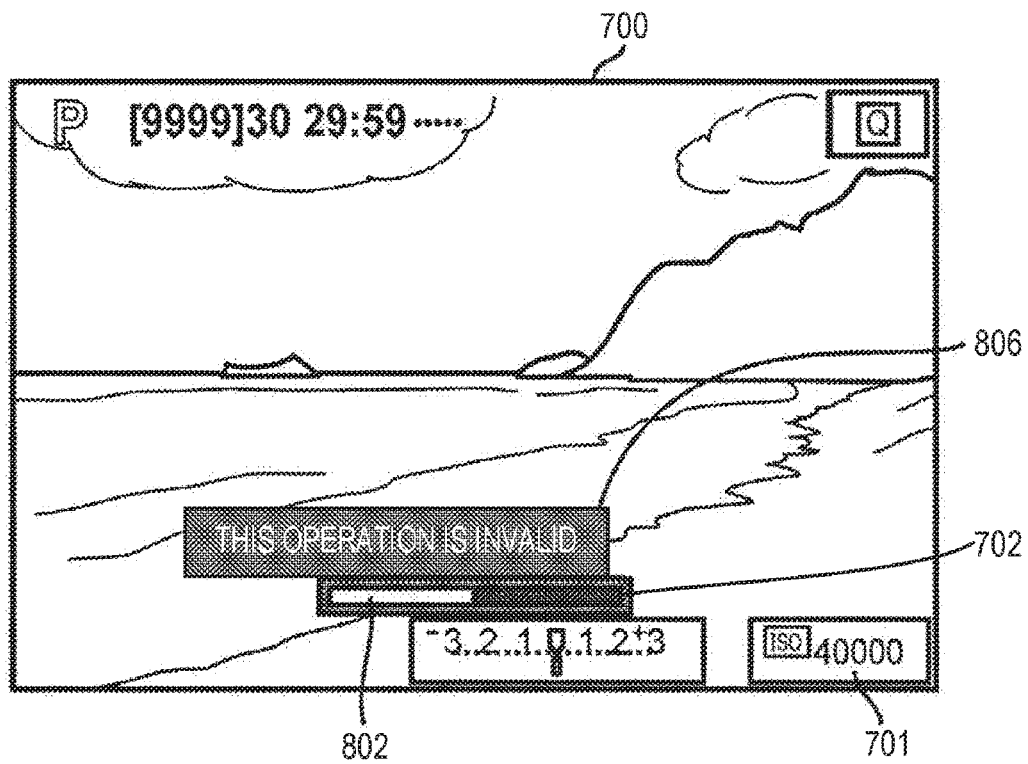 700
P [9999]30 29:59
Q
806
THIS OPERATION IS INVALID
702
-3..2...1...0...1..2..+3
ISO 40000
802
701